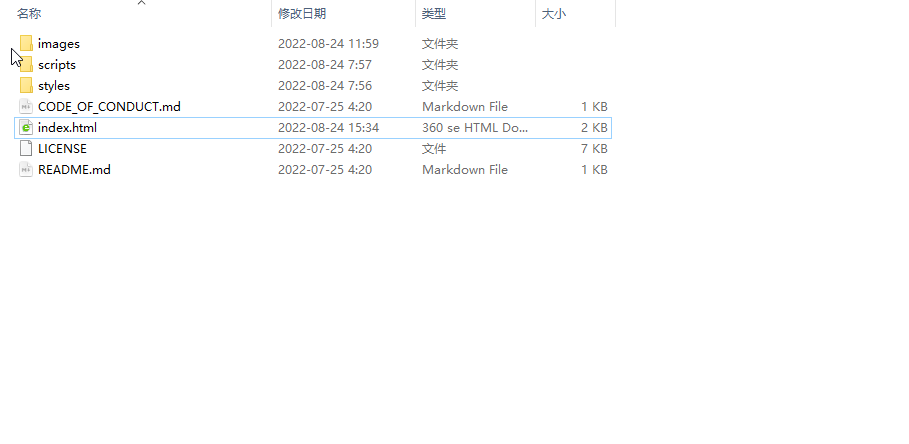 名称 修改日期 类型 大小
images 2022-08-24 11:59 文件夹
scripts 2022-08-24 7:57 文件夹
styles 2022-08-24 7:56 文件夹
CODE_OF_CONDUCT.md 2022-07-25 4:20 Markdown File 1 KB
index.html 2022-08-24 15:34 360 se HTML Do... 2 KB
LICENSE 2022-07-25 4:20 文件 7 KB
README.md 2022-07-25 4:20 Markdown File 1 KB